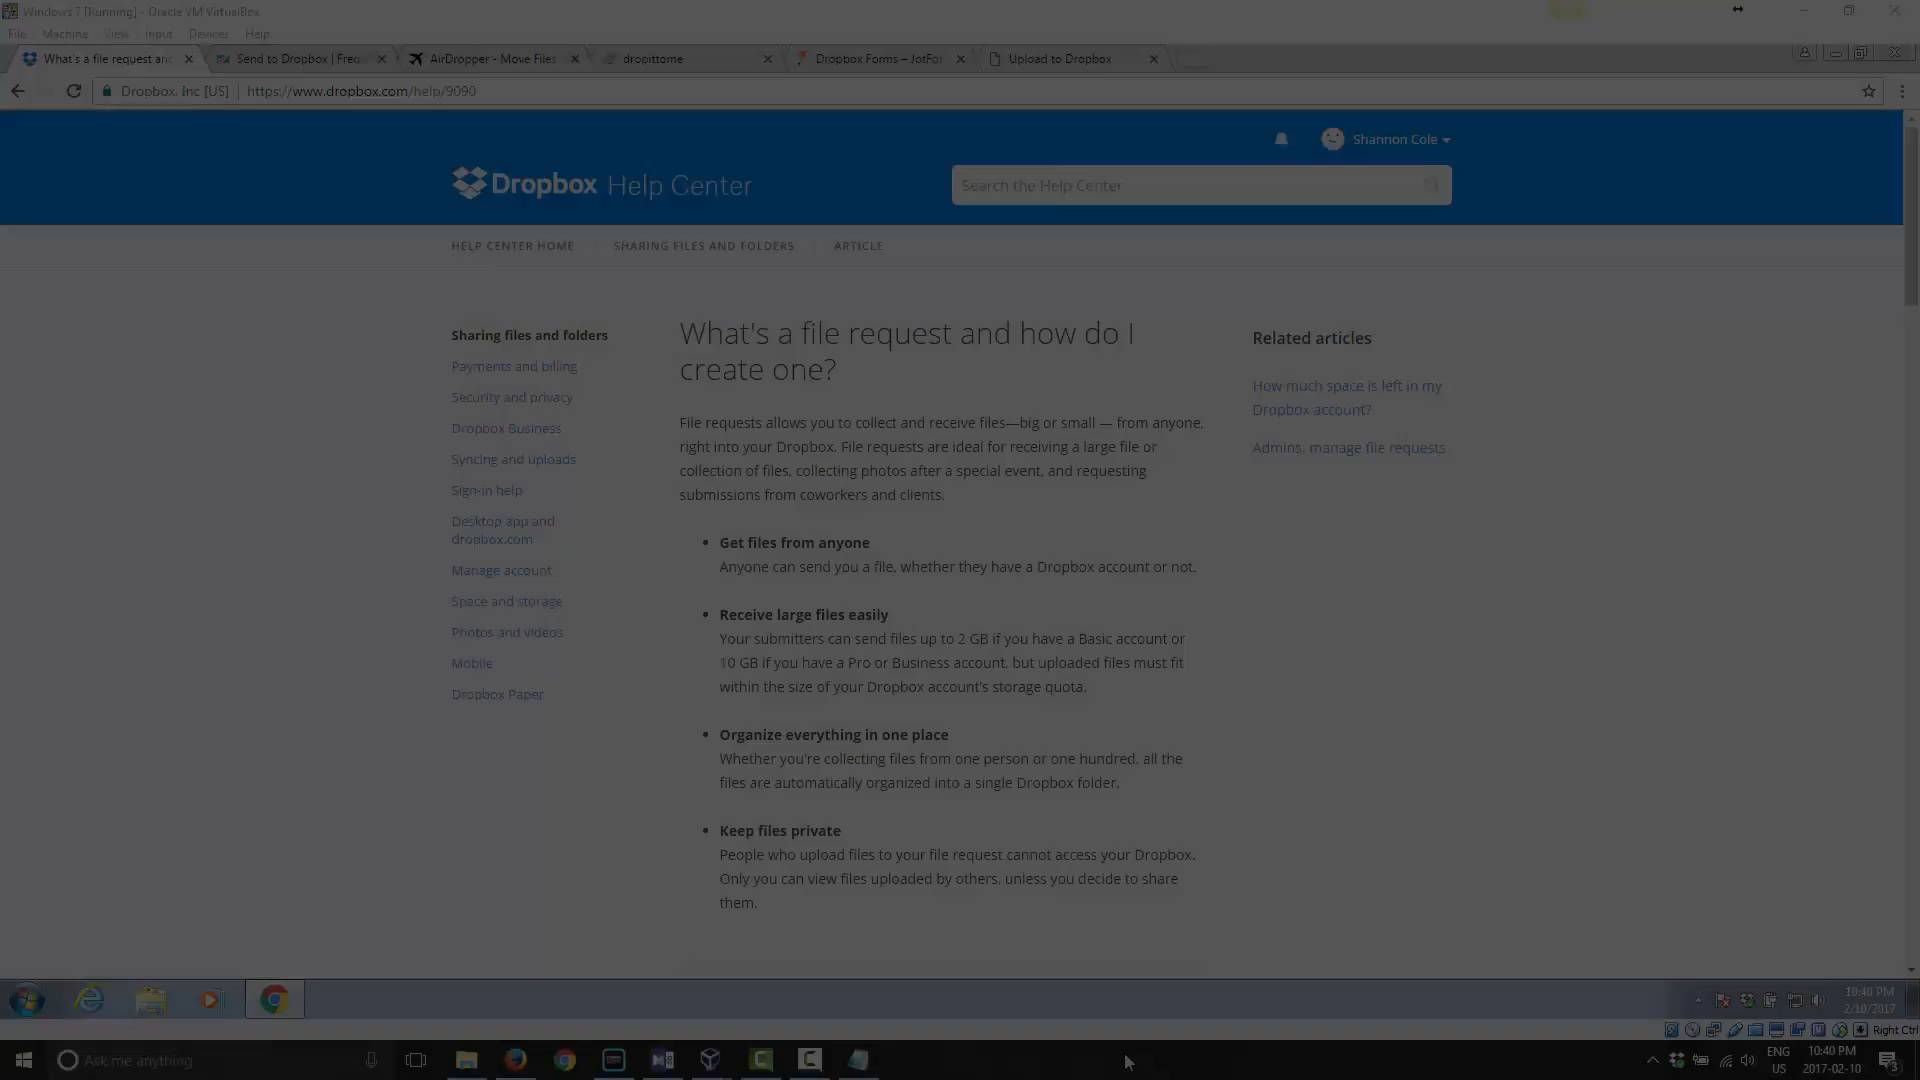 Windows 7 [Running] - Oracle VM VirtualBox
File Machine View Input Devices Help
What's a file request and
Send to Dropbox | Free
AirDropper - Move Files
dropittome
Dropbox Forms – JotFor
Upload to Dropbox
Dropbox, Inc [US] https://www.dropbox.com/help/9090
Shannon Cole
Dropbox Help Center
Search the Help Center
HELP CENTER HOME
SHARING FILES AND FOLDERS
ARTICLE
Sharing files and folders
Payments and billing
Security and privacy
Dropbox Business
Syncing and uploads
Sign-in help
Desktop app and
dropbox.com
Manage account
Space and storage
Photos and videos
Mobile
Dropbox Paper
What's a file request and how do I
create one?
File requests allows you to collect and receive files—big or small — from anyone,
right into your Dropbox. File requests are ideal for receiving a large file or
collection of files, collecting photos after a special event, and requesting
submissions from coworkers and clients.
• Get files from anyone
Anyone can send you a file, whether they have a Dropbox account or not.
• Receive large files easily
Your submitters can send files up to 2 GB if you have a Basic account or
10 GB if you have a Pro or Business account, but uploaded files must fit
within the size of your Dropbox account's storage quota.
• Organize everything in one place
Whether you're collecting files from one person or one hundred, all the
files are automatically organized into a single Dropbox folder.
• Keep files private
People who upload files to your file request cannot access your Dropbox.
Only you can view files uploaded by others, unless you decide to share
them.
Related articles
How much space is left in my
Dropbox account?
Admins: manage file requests
10:40 PM
2/10/2017
Right Ctrl
Ask me anything
ENG
US
10:40 PM
2017-02-10
3